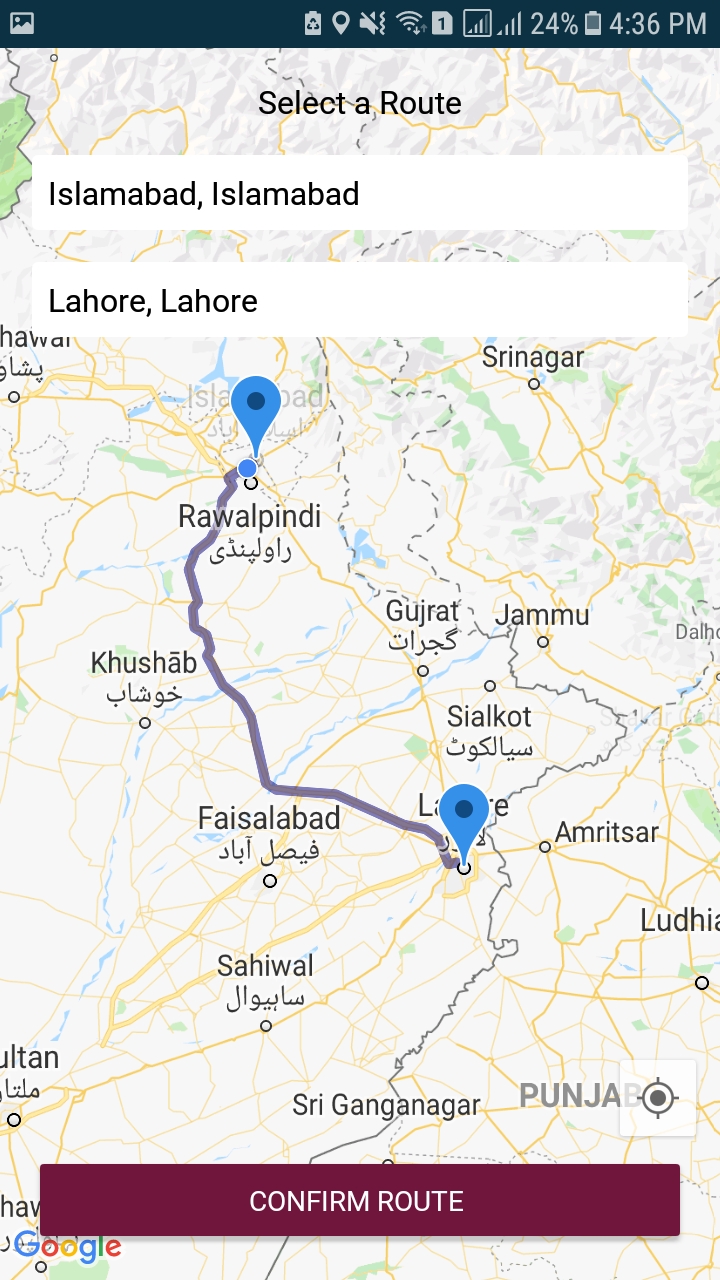 24% 4:36 PM
Select a Route
Islamabad, Islamabad
Lahore, Lahore
Srinagar
Rawalpindi
راولپنڈی
Gujrat
گجرات
Jammu
Khushāb
خوشاب
Sialkot
سیالکوٹ
Faisalabad
فیصل آباد
Amritsar
Sahiwal
ساہیوال
Sri Ganganagar
PUNJAB
CONFIRM ROUTE
Google